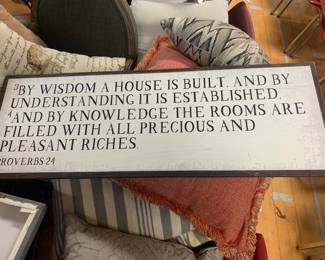 ³BY WISDOM A HOUSE IS BUILT, AND BY
UNDERSTANDING IT IS ESTABLISHED.
⁴AND BY KNOWLEDGE THE ROOMS ARE
FILLED WITH ALL PRECIOUS AND
PLEASANT RICHES.
PROVERBS 24